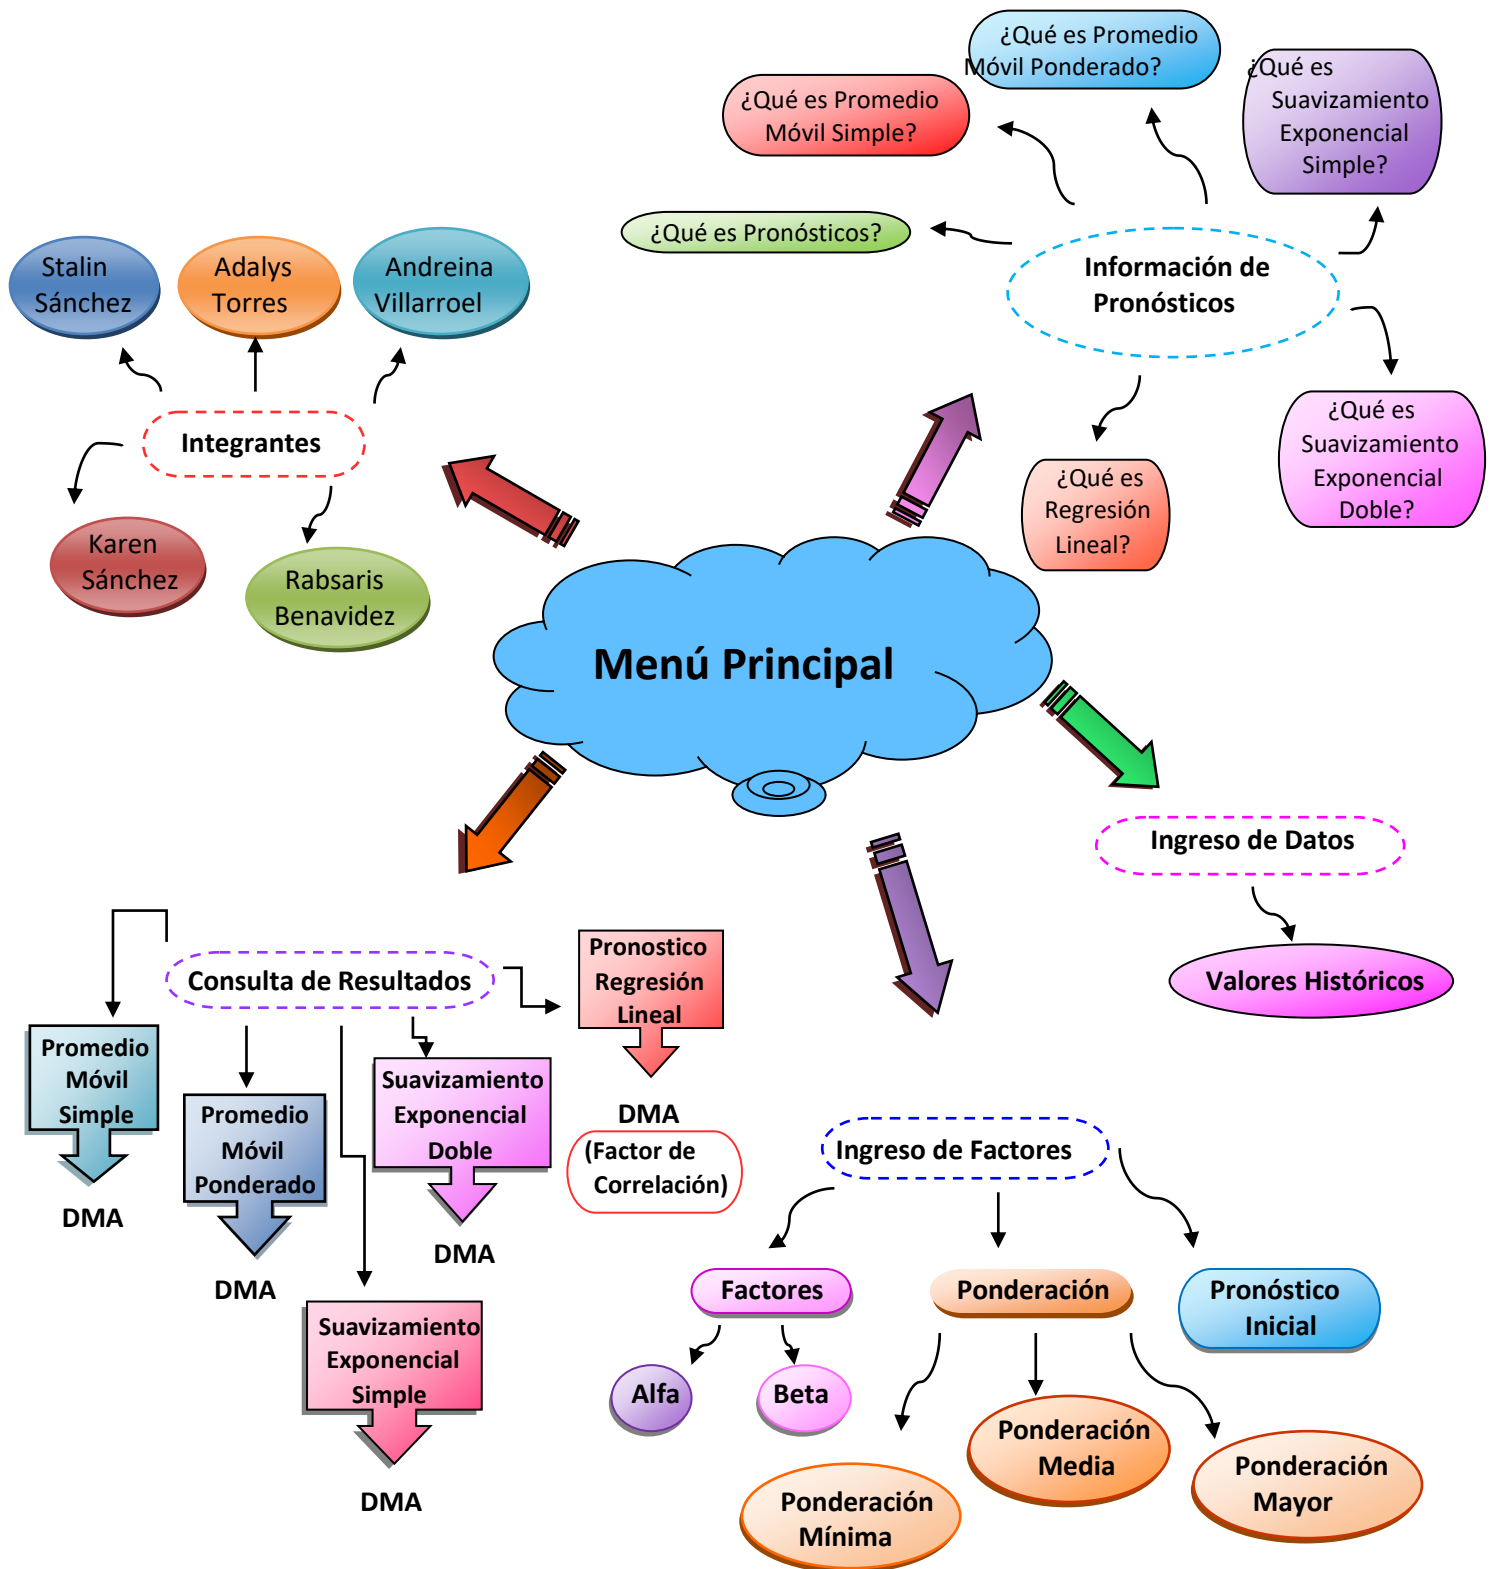 ¿Qué es Promedio
Móvil Ponderado?
¿Qué es Promedio
Móvil Simple?
¿Qué es
Suavizamiento
Exponencial
Simple?
¿Qué es Pronósticos?
Información de
Pronósticos
Stalin
Sánchez
Adalys
Torres
Andreina
Villarroel
Integrantes
Karen
Sánchez
Rabsaris
Benavidez
¿Qué es
Suavizamiento
Exponencial
Doble?
¿Qué es
Regresión
Lineal?
Menú Principal
Ingreso de Datos
Valores Históricos
Consulta de Resultados
Pronostico
Regresión
Lineal
DMA
(Factor de
Correlación)
Promedio
Móvil
Simple
DMA
Promedio
Móvil
Ponderado
DMA
Suavizamiento
Exponencial
Doble
DMA
Suavizamiento
Exponencial
Simple
DMA
Ingreso de Factores
Factores
Ponderación
Pronóstico
Inicial
Alfa
Beta
Ponderación
Media
Ponderación
Mínima
Ponderación
Mayor